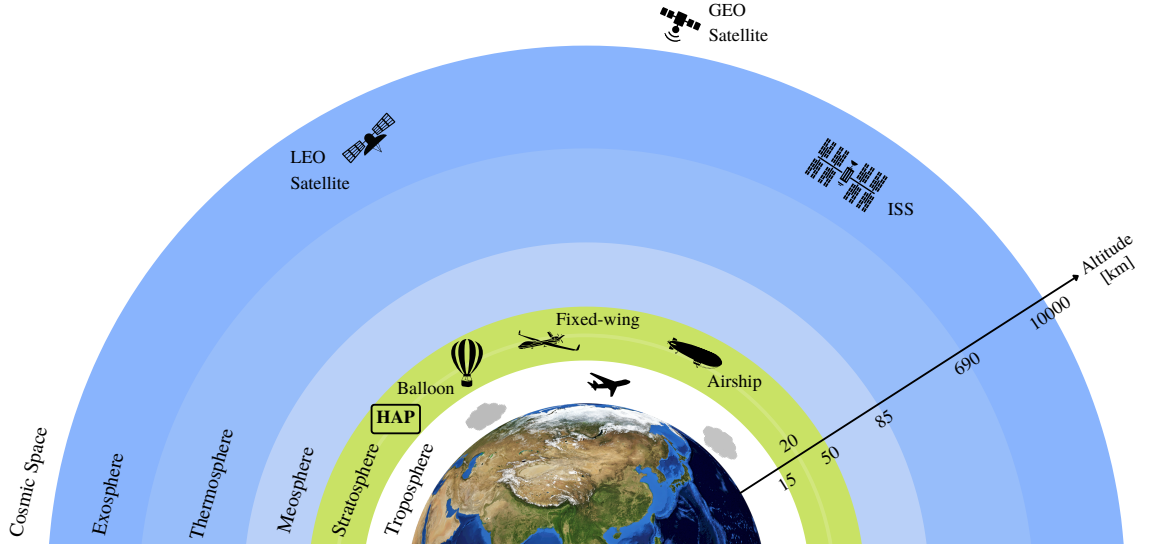 GEO
Satellite
LEO
Satellite
ISS
Altitude
[km]
10000
690
85
50
20
15
Fixed-wing
Balloon
Airship
HAP
Cosmic Space
Exosphere
Thermosphere
Meosphere
Stratosphere
Troposphere